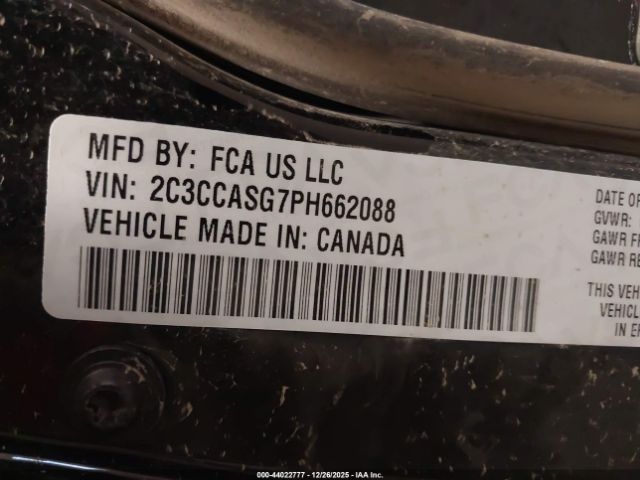 MFD BY: FCA US LLC
VIN: 2C3CCASG7PH662088
VEHICLE MADE IN: CANADA
DATE OF
GVWR:
GAWR
GAWR
THIS VEH
VEHICLE
IN
000-44022777 - 12/26/2025 - IAA Inc.